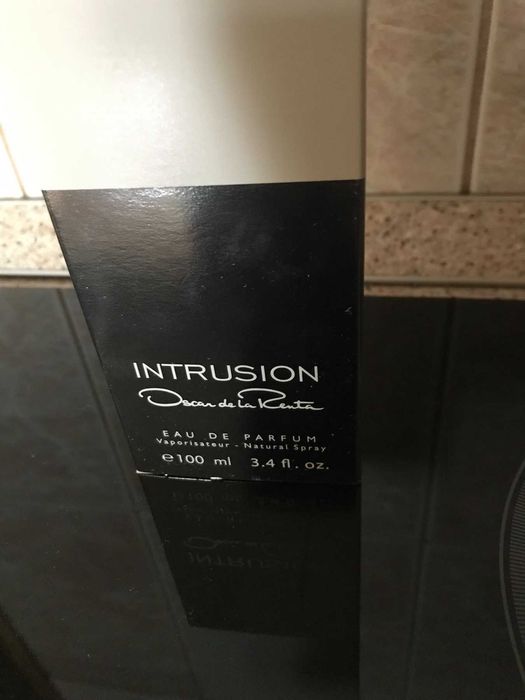 INTRUSION
Oscar de la Renta
EAU DE PARFUM
Vaporisateur - Natural Spray
℮100 ml 3.4 fl. oz.